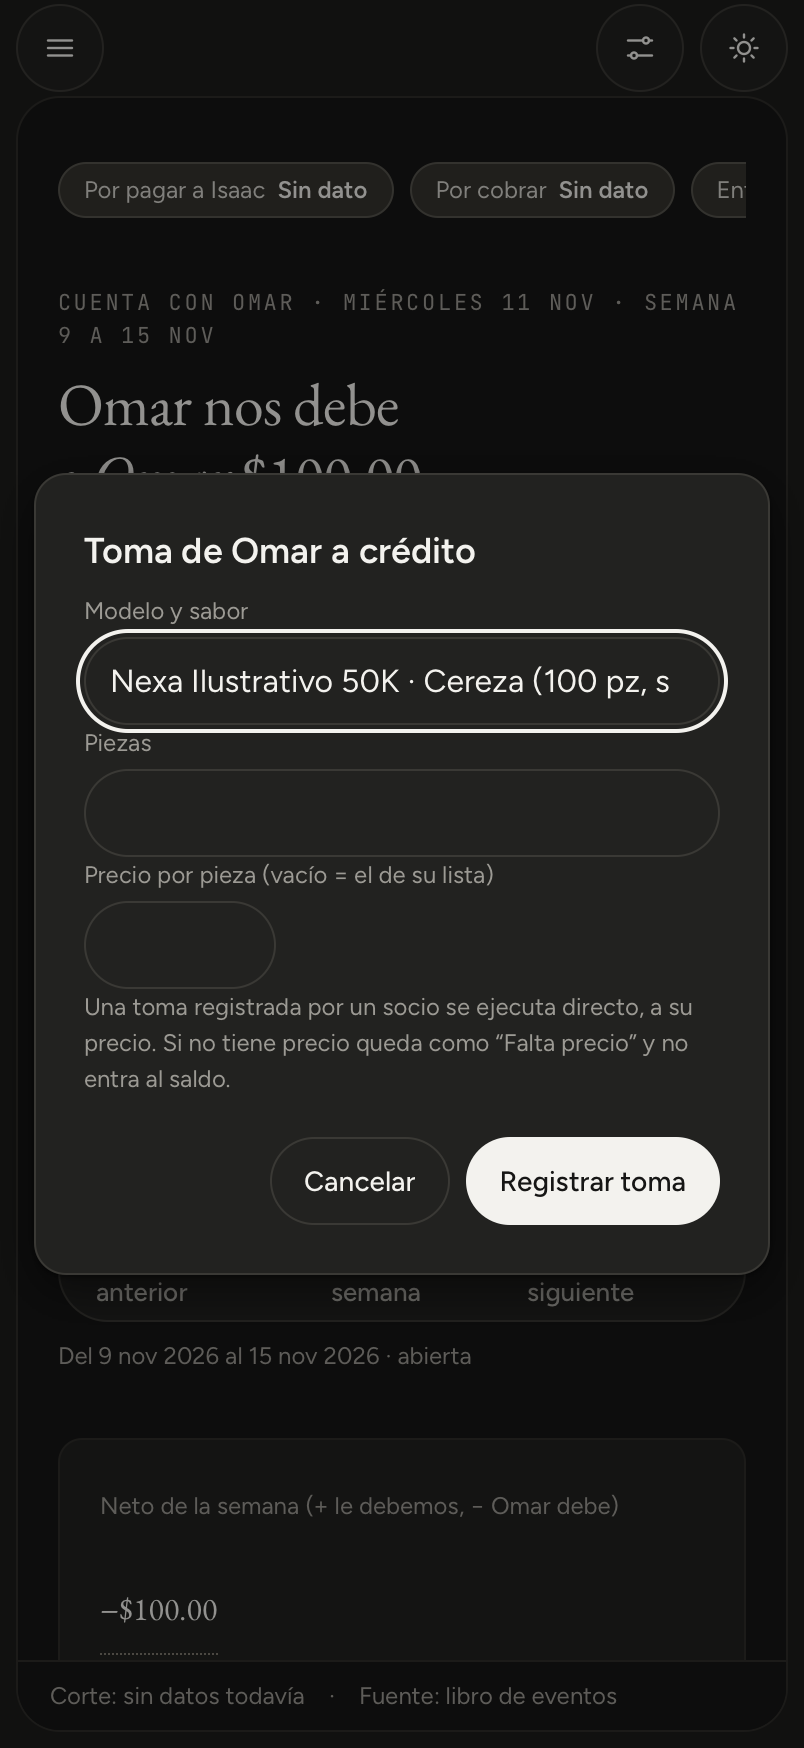 Por pagar a Isaac Sin dato
Por cobrar Sin dato
CUENTA CON OMAR · MIÉRCOLES 11 NOV · SEMANA
9 A 15 NOV
Omar nos debe
Toma de Omar a crédito
Modelo y sabor
Nexa Ilustrativo 50K · Cereza (100 pz, s
Piezas
Precio por pieza (vacío = el de su lista)
Una toma registrada por un socio se ejecuta directo, a su
precio. Si no tiene precio queda como “Falta precio” y no
entra al saldo.
Cancelar
Registrar toma
anterior
semana
siguiente
Del 9 nov 2026 al 15 nov 2026 · abierta
Neto de la semana (+ le debemos, − Omar debe)
−$100.00
Corte: sin datos todavía · Fuente: libro de eventos